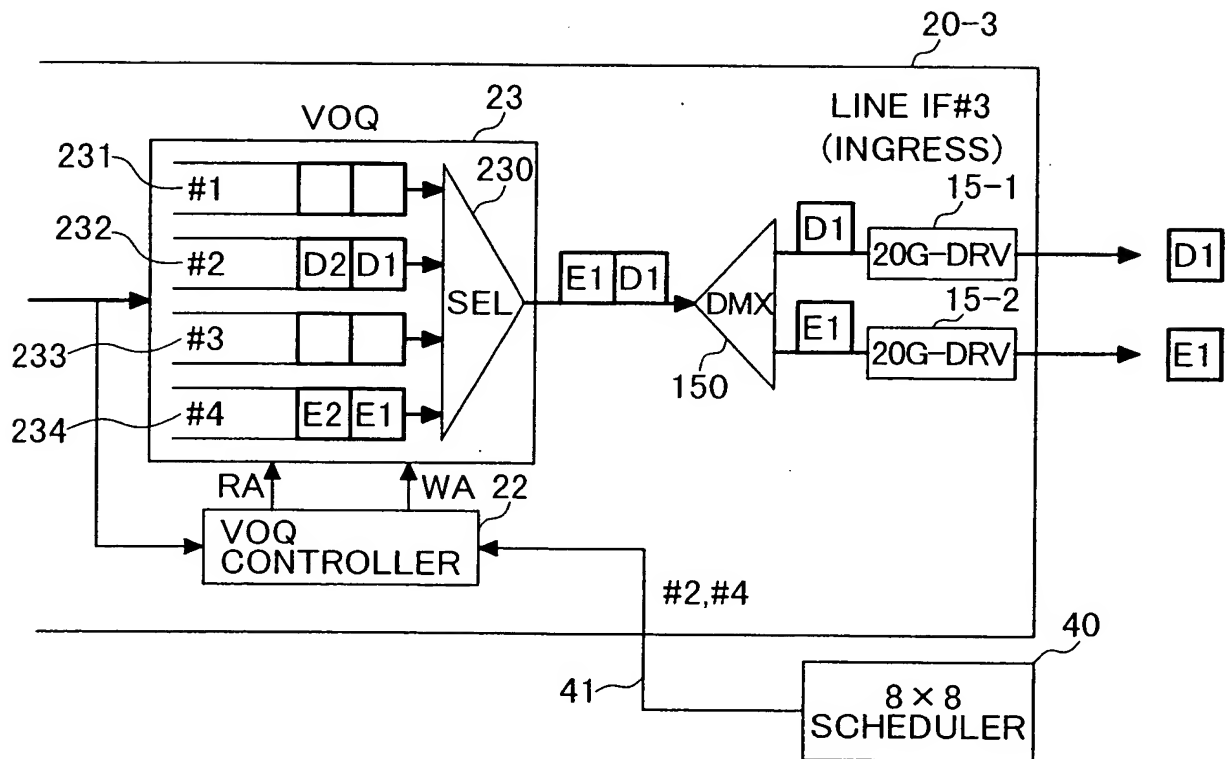 20-3
VOQ
23
LINE IF#3
(INGRESS)
231
#1
230
15-1
232
#2
D2
D1
SEL
E1
D1
DMX
D1
20G-DRV
D1
15-2
233
#3
150
E1
20G-DRV
E1
234
#4
E2
E1
RA
WA
22
VOQ
CONTROLLER
#2,#4
41
40
8×8
SCHEDULER